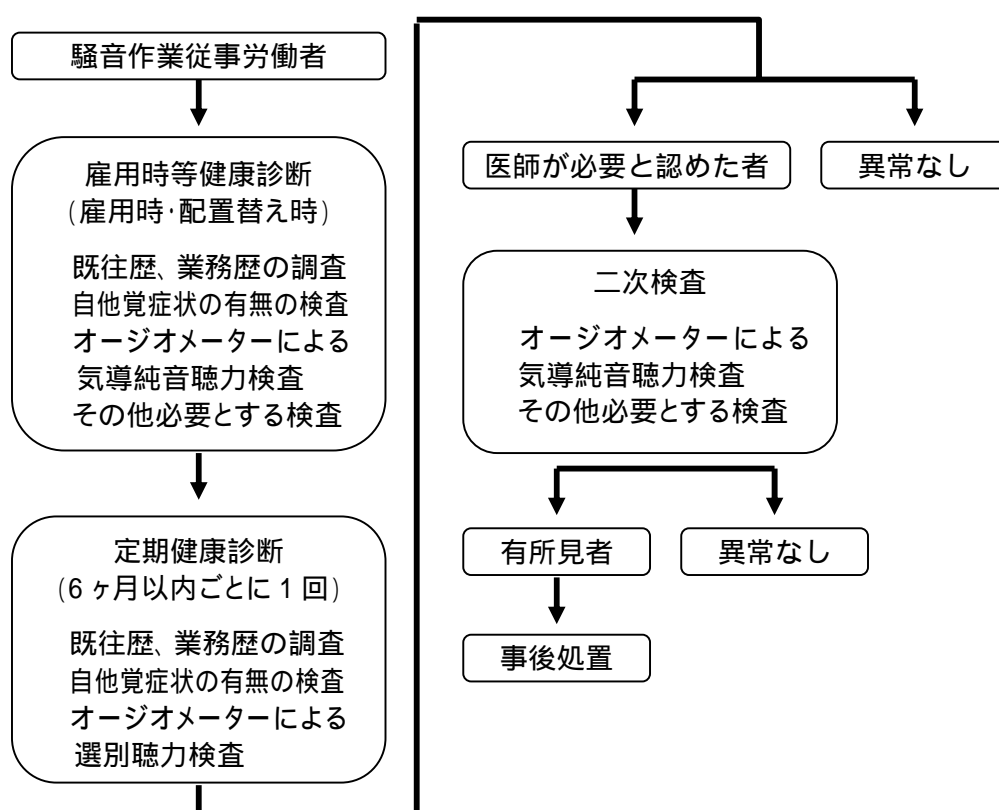 騒音作業従事労働者
雇用時等健康診断
(雇用時･配置替え時)
既往歴、業務歴の調査
自他覚症状の有無の検査
オージオメーターによる
気導純音聴力検査
その他必要とする検査
定期健康診断
(6ヶ月以内ごとに1回)
既往歴、業務歴の調査
自他覚症状の有無の検査
オージオメーターによる
選別聴力検査
医師が必要と認めた者
異常なし
二次検査
オージオメーターによる
気導純音聴力検査
その他必要とする検査
有所見者
異常なし
事後処置